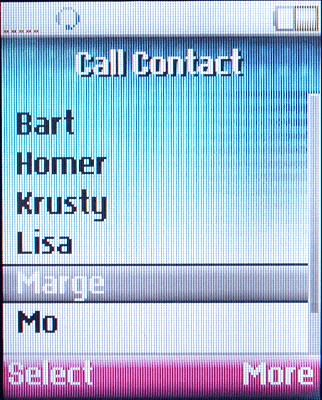 Call Contact
Bart
Homer
Krusty
Lisa
Marge
Mo
Select More